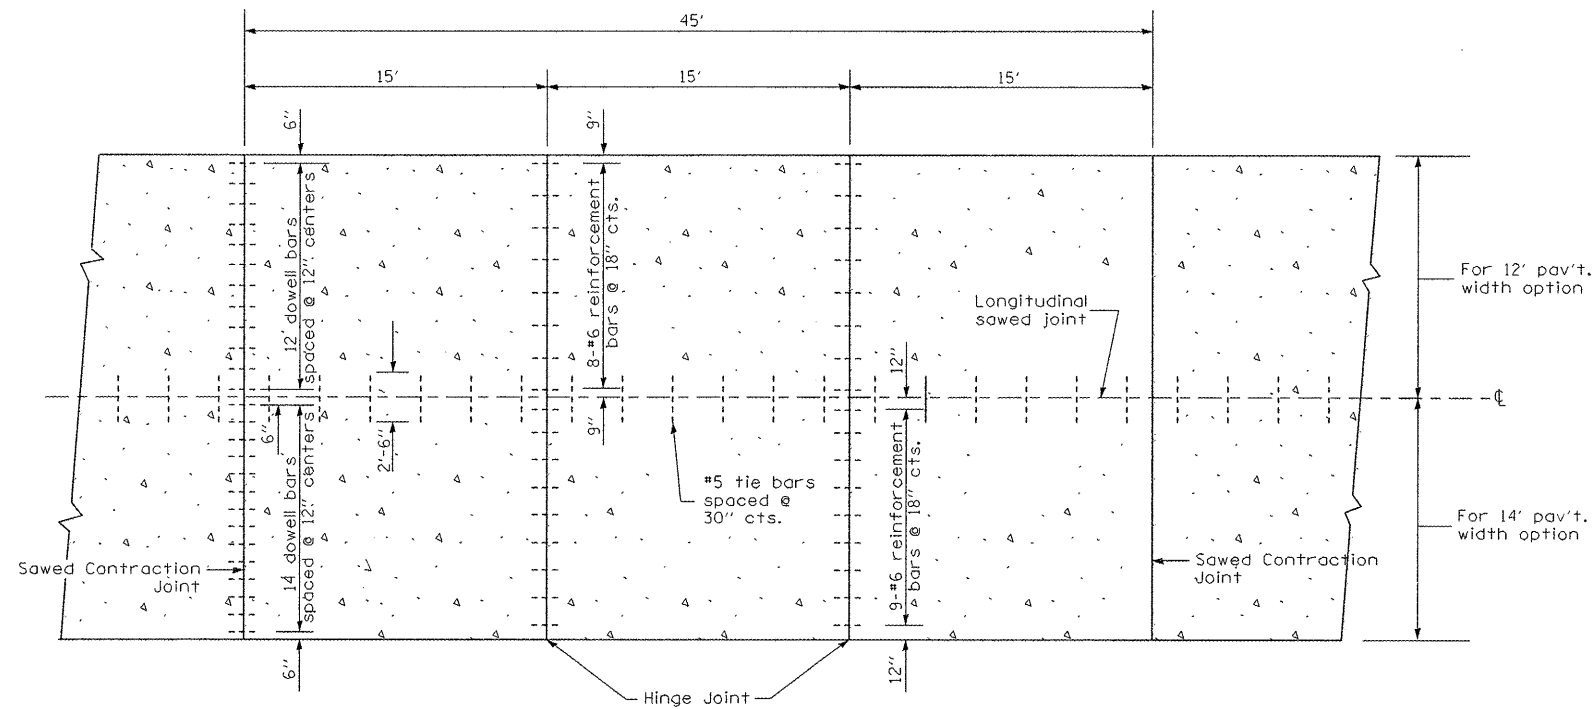 45'
15'
15'
15'
6"
9"
12' dowell bars
spaced @ 12" centers
8-#6 reinforcement
bars @ 18" cts.
For 12' pav't.
width option
Longitudinal
sawed joint
12"
℄
6"
2'-6"
9"
14 dowell bars
spaced @ 12" centers
#5 tie bars
spaced @
30" cts.
9-#6 reinforcement
bars @ 18" cts.
For 14' pav't.
width option
Sawed Contraction
Joint
Sawed Contraction
Joint
6"
12"
Hinge Joint